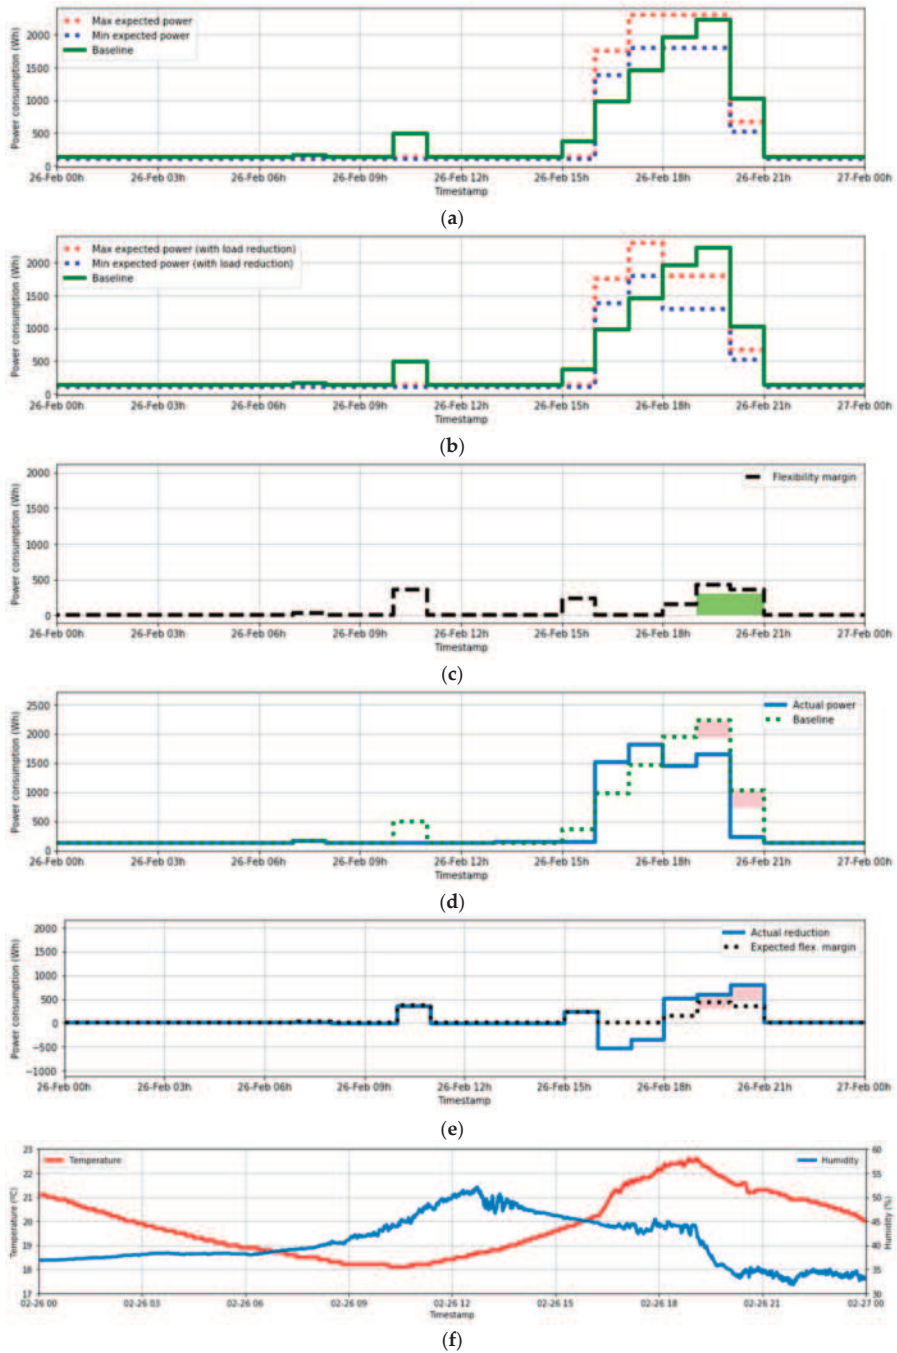 Max expected power
Min expected power
Baseline
Power consumption (Wh)
2000
1500
1000
500
0
26-Feb 00h 26-Feb 03h 26-Feb 06h 26-Feb 09h 26-Feb 12h 26-Feb 15h 26-Feb 18h 26-Feb 21h 27-Feb 00h
Timestamp
(a)
Max expected power (with load reduction)
Min expected power (with load reduction)
Baseline
Power consumption (Wh)
2000
1500
1000
500
0
26-Feb 00h 26-Feb 03h 26-Feb 06h 26-Feb 09h 26-Feb 12h 26-Feb 15h 26-Feb 18h 26-Feb 21h 27-Feb 00h
Timestamp
(b)
Flexibility margin
Power consumption (Wh)
2000
1500
1000
500
0
26-Feb 00h 26-Feb 03h 26-Feb 06h 26-Feb 09h 26-Feb 12h 26-Feb 15h 26-Feb 18h 26-Feb 21h 27-Feb 00h
Timestamp
(c)
Actual power
Baseline
Power consumption (Wh)
2500
2000
1500
1000
500
0
26-Feb 00h 26-Feb 03h 26-Feb 06h 26-Feb 09h 26-Feb 12h 26-Feb 15h 26-Feb 18h 26-Feb 21h 27-Feb 00h
Timestamp
(d)
Actual reduction
Expected flex. margin
Power consumption (Wh)
2000
1500
1000
500
0
−500
−1000
26-Feb 00h 26-Feb 03h 26-Feb 06h 26-Feb 09h 26-Feb 12h 26-Feb 15h 26-Feb 18h 26-Feb 21h 27-Feb 00h
Timestamp
(e)
Temperature
Humidity
Temperature (ºC)
23
22
21
20
19
18
17
60
55
50
45
40
35
30
Humidity (%)
02-26 00 02-26 03 02-26 06 02-26 09 02-26 12 02-26 15 02-26 18 02-26 21 02-27 00
Timestamp
(f)